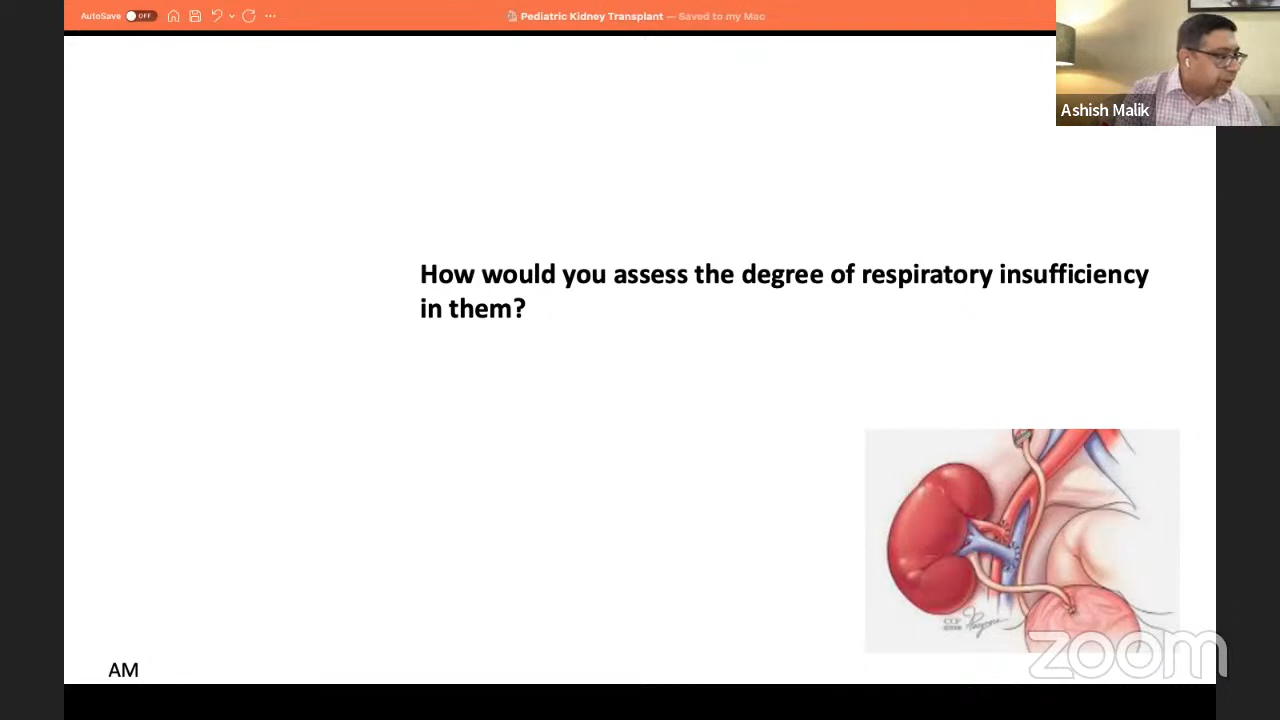 AutoSave OFF
Pediatric Kidney Transplant — Saved to my Mac
Ashish Malik
How would you assess the degree of respiratory insufficiency
in them?
CCF
AM
zoom